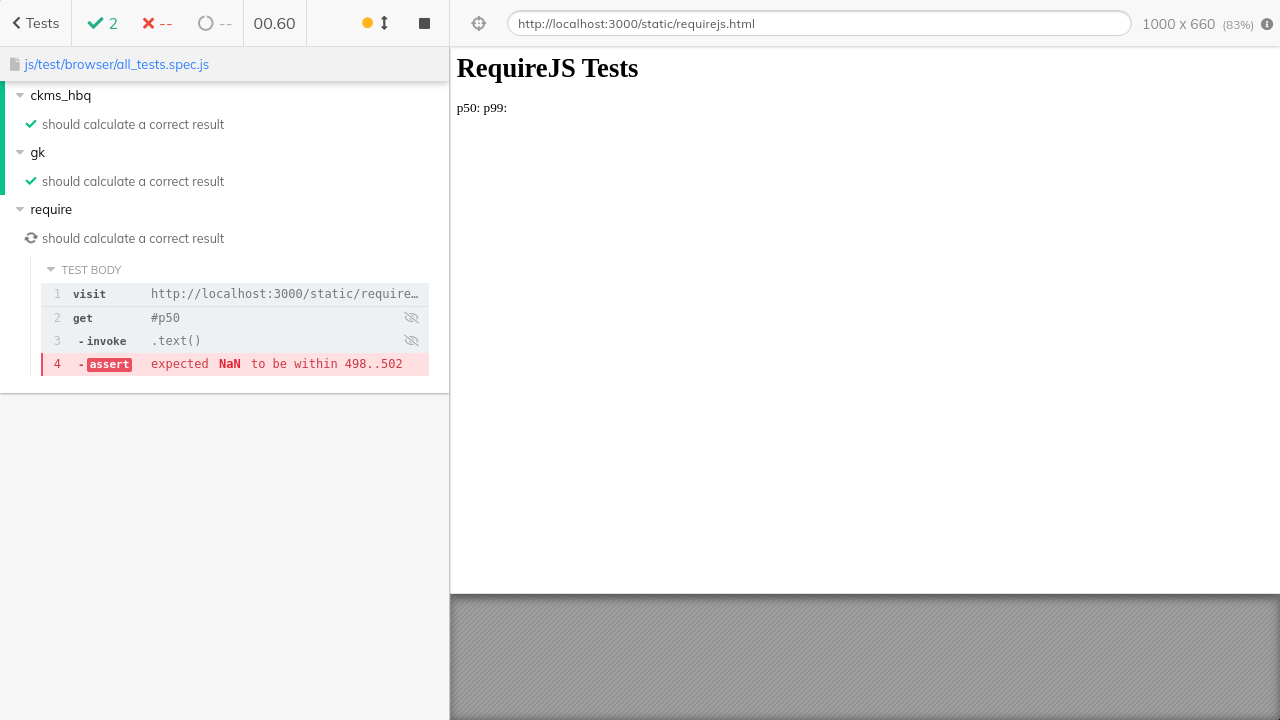 Tests
2
--
--
00.60
http://localhost:3000/static/requirejs.html
1000 x 660 (83%)
js/test/browser/all_tests.spec.js
ckms_hbq
should calculate a correct result
gk
should calculate a correct result
require
should calculate a correct result
TEST BODY
1 visit http://localhost:3000/static/require…
2 get #p50
3 -invoke .text()
4 -assert expected NaN to be within 498..502
RequireJS Tests
p50: p99: